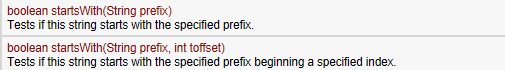 boolean startsWith(String prefix)
Tests if this string starts with the specified prefix.
boolean startsWith(String prefix, int toffset)
Tests if this string starts with the specified prefix beginning a specified index.